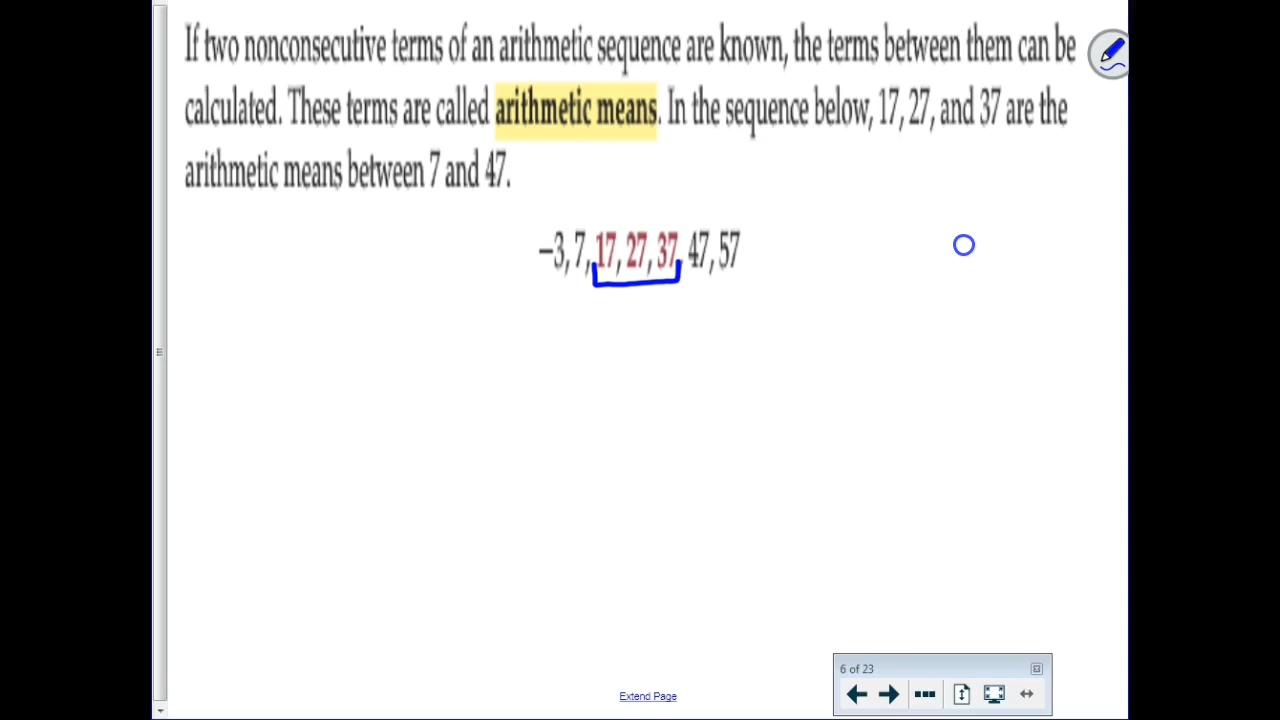 If two nonconsecutive terms of an arithmetic sequence are known, the terms between them can be
calculated. These terms are called arithmetic means. In the sequence below, 17, 27, and 37 are the
arithmetic means between 7 and 47.
−3, 7, 17, 27, 37, 47, 57
6 of 23
Extend Page